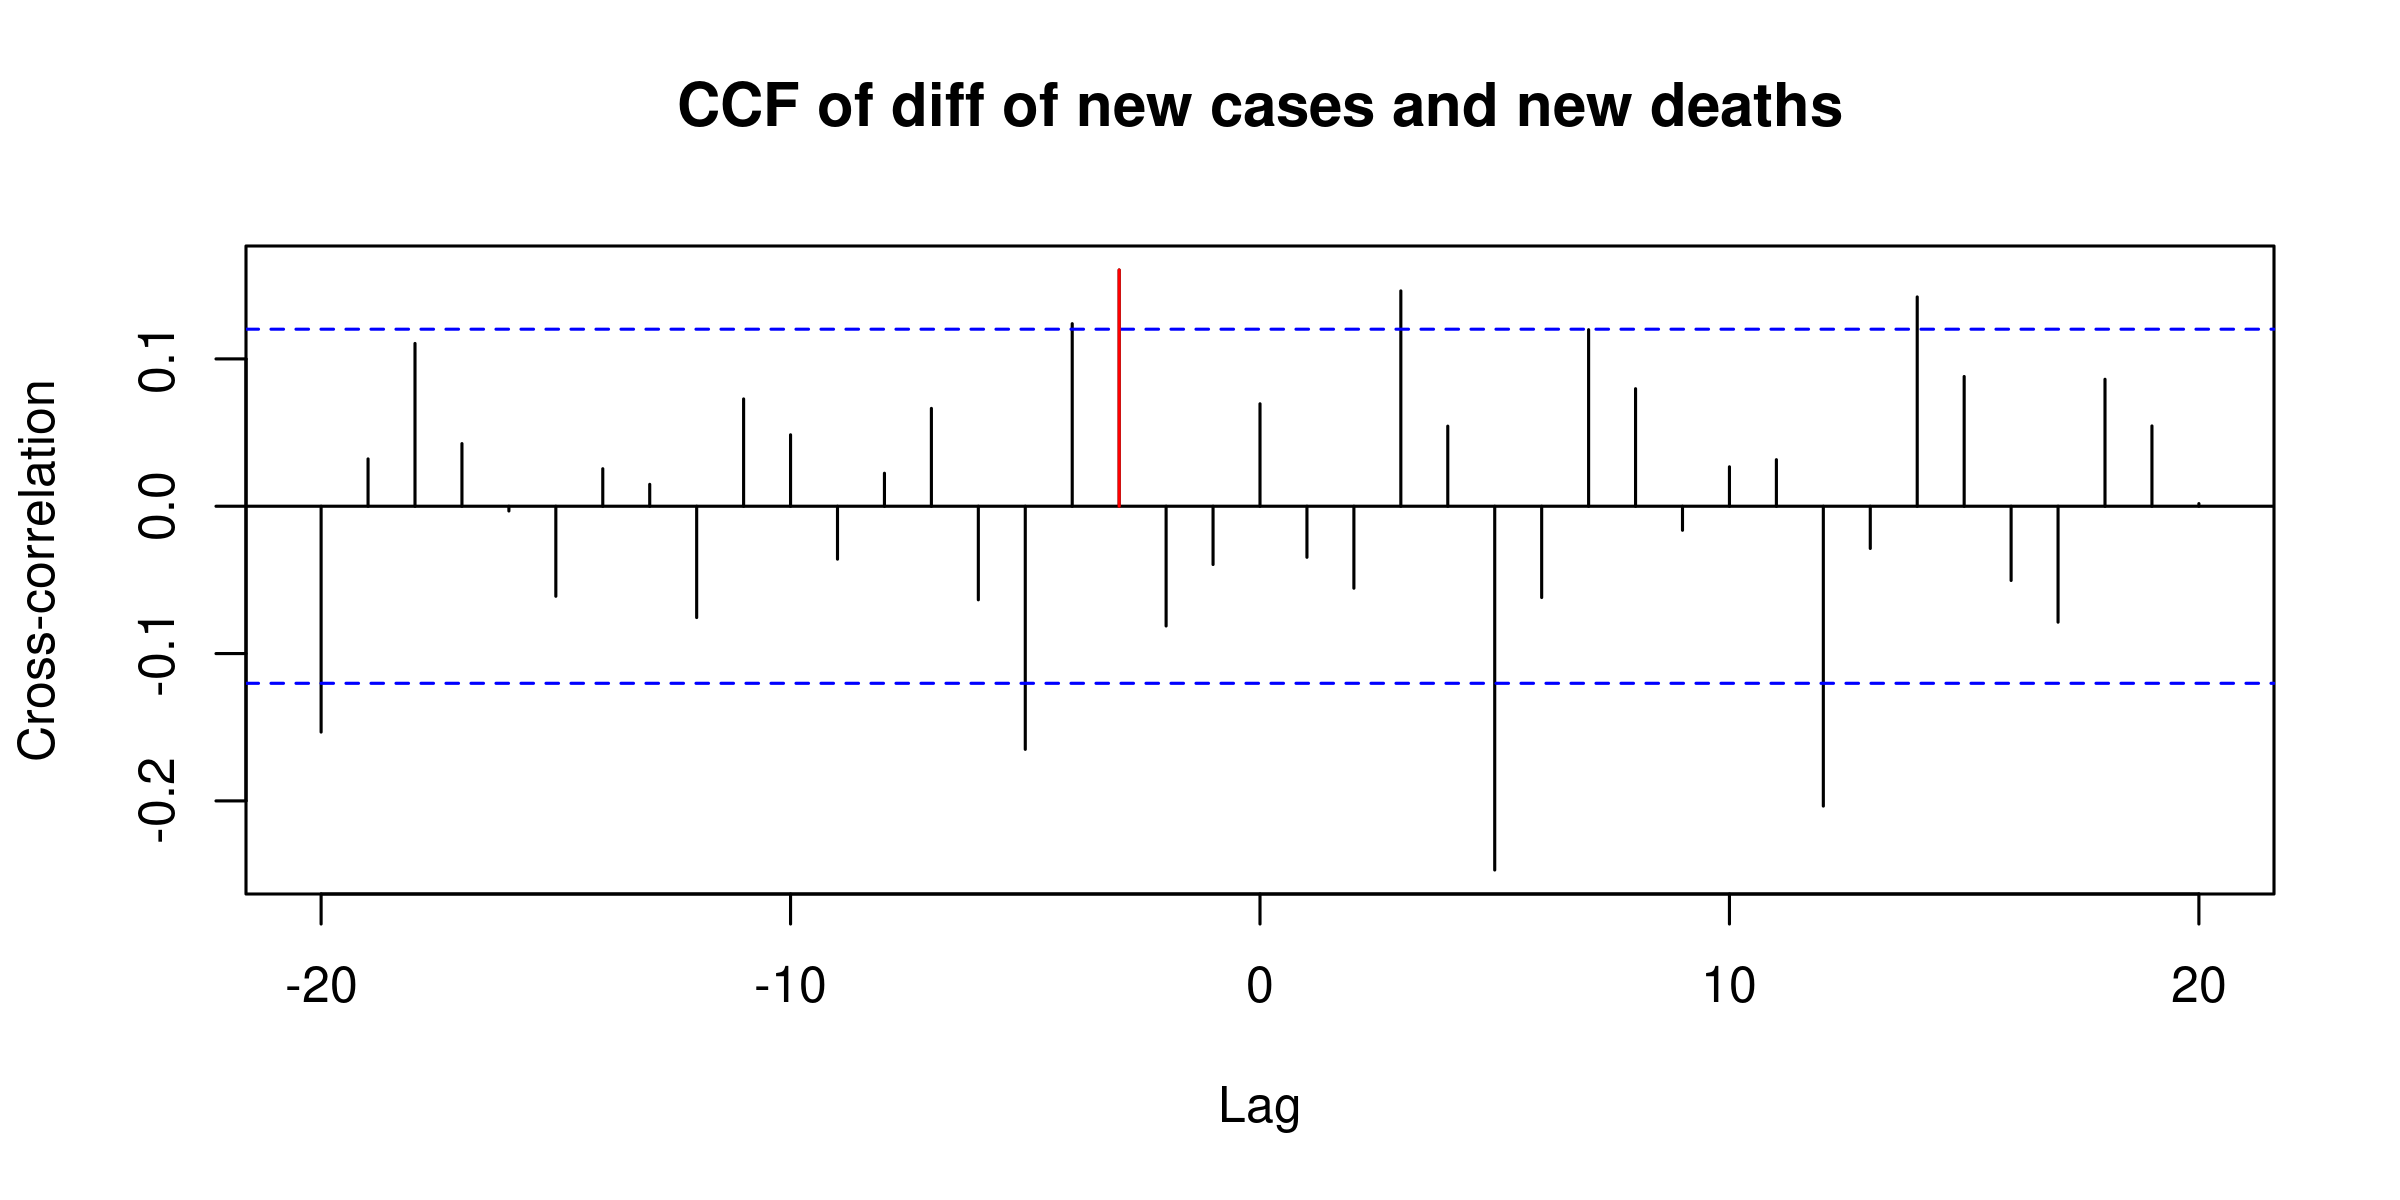 CCF of diff of new cases and new deaths
Cross-correlation
0.1
0.0
-0.1
-0.2
-20 -10 0 10 20
Lag